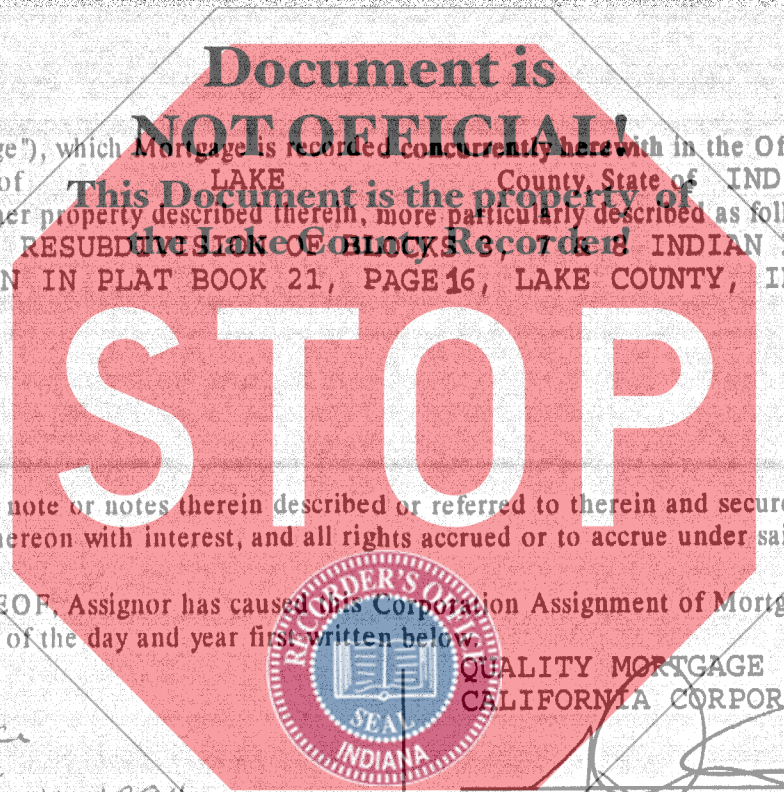 Document is
NOT OFFICIAL!
ge"), which Mortgage is recorded concurrently herewith in the Of
of LAKE County, State of IND
This Document is the property of
her property described therein, more particularly described as foll
the Lake County Recorder!
RESUBDIVISION OF BLOCKS 3, 7 & 8 INDIAN
N IN PLAT BOOK 21, PAGE 16, LAKE COUNTY, I
STOP
note or notes therein described or referred to therein and secure
hereon with interest, and all rights accrued or to accrue under sa
EOF, Assignor has caused this Corporation Assignment of Mortg
of the day and year first written below.
RECORDER'S OFFICE
SEAL
INDIANA
QUALITY MORTGAGE
CALIFORNIA CORPOR